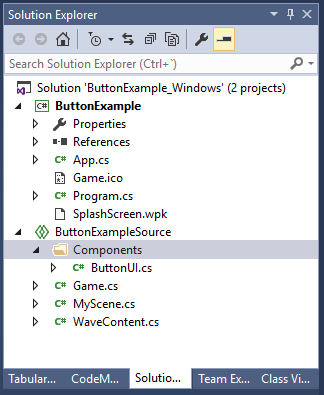 Solution Explorer
Search Solution Explorer (Ctrl+`)
Solution 'ButtonExample_Windows' (2 projects)
C# ButtonExample
Properties
References
C# App.cs
Game.ico
C# Program.cs
SplashScreen.wpk
ButtonExampleSource
Components
C# ButtonUI.cs
C# Game.cs
C# MyScene.cs
C# WaveContent.cs
Tabular... CodeM... Solutio... Team Ex... Class Vi...